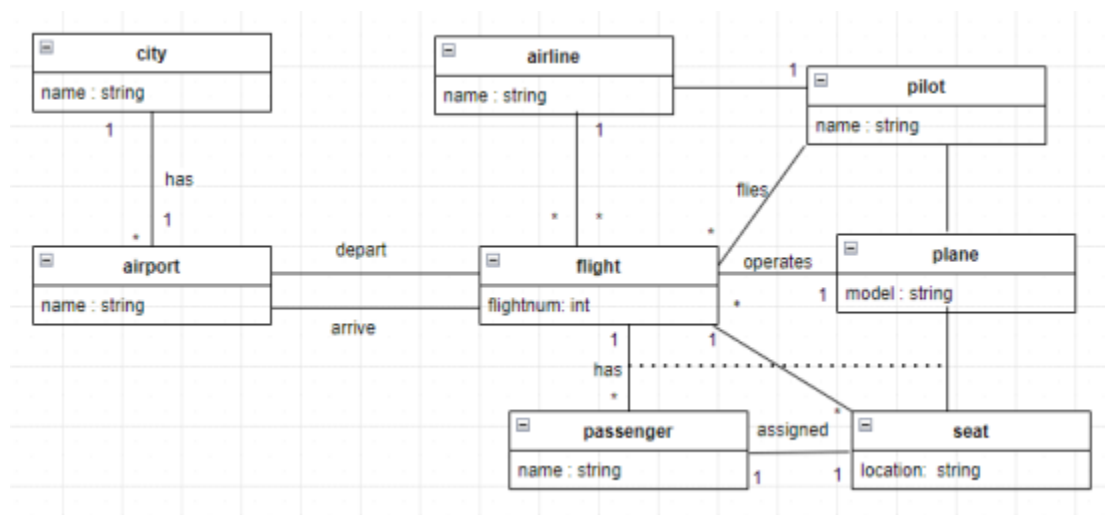 city
name : string
airline
name : string
1
pilot
name : string
1
1
has
flies
1
*
*
*
*
airport
name : string
depart
arrive
flight
flightnum: int
operates
1
*
plane
model : string
1
1
has
*
*
passenger
name : string
assigned
1
1
seat
location: string